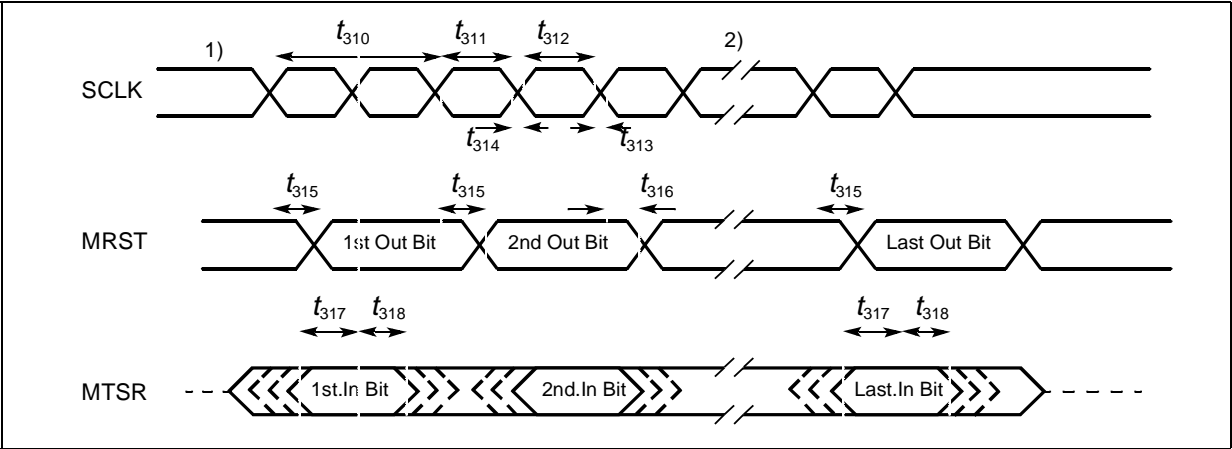 1) t310 t311 t312 2)
SCLK
t314 t313
t315 t315 t316 t315
MRST 1st Out Bit 2nd Out Bit Last Out Bit
t317 t318 t317 t318
MTSR 1st.In Bit 2nd.In Bit Last.In Bit